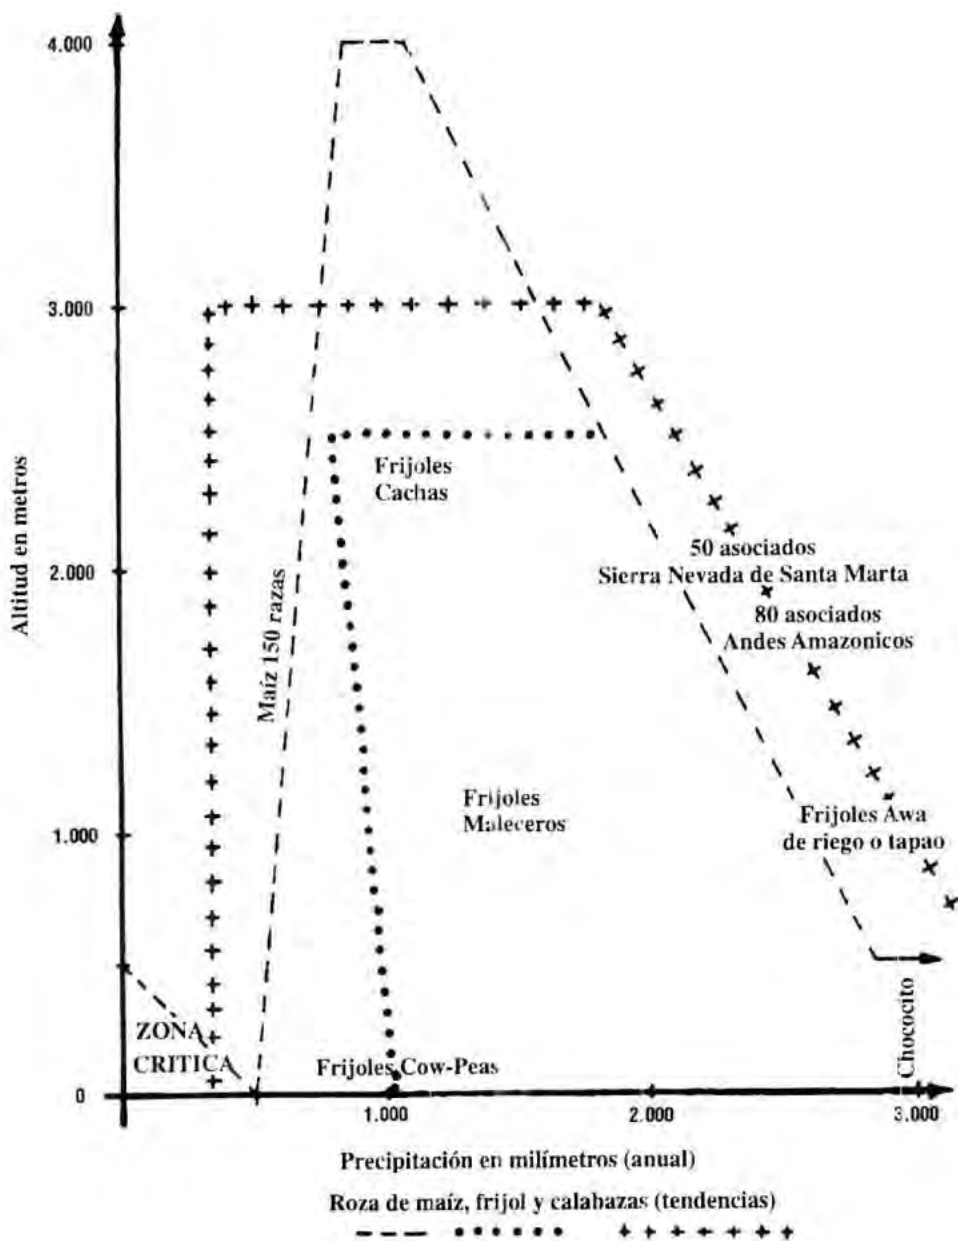 4.000
3.000
2.000
1.000
0
Altitud en metros
Maíz 150 razas
Frijoles
Cachas
50 asociados
Sierra Nevada de Santa Marta
80 asociados
Andes Amazonicos
Frijoles
Maleceros
Frijoles Awa
de riego o tapao
Chococito
ZONA
CRITICA
Frijoles Cow-Peas
500
1.000
2.000
3.000
Precipitación en milímetros (anual)
Roza de maíz, frijol y calabazas (tendencias)